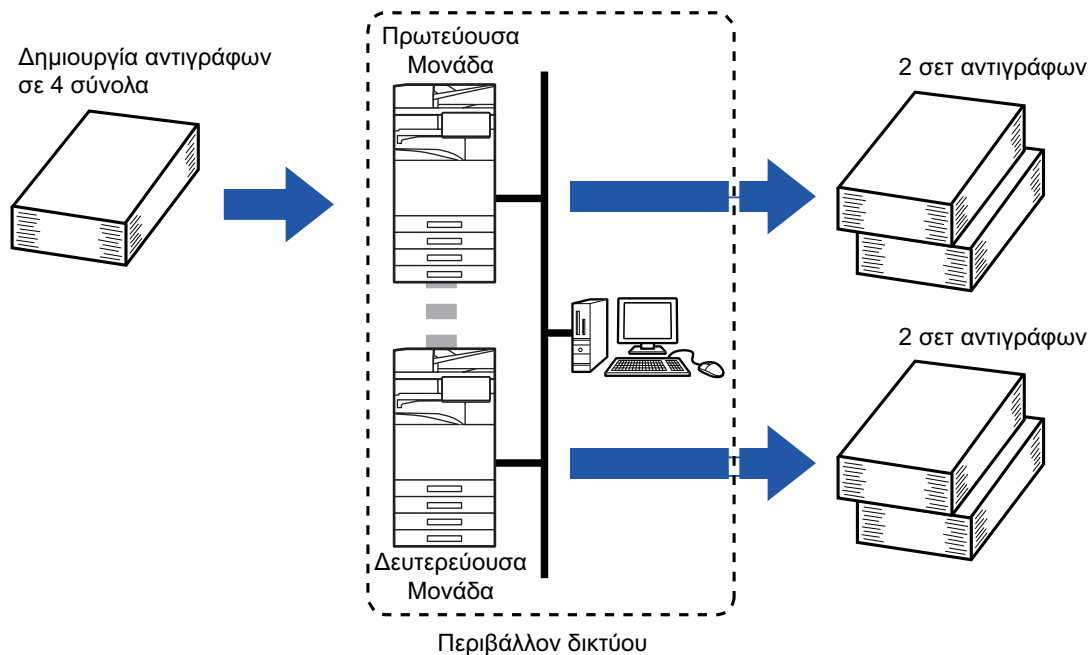 Δημιουργία αντιγράφων
σε 4 σύνολα
Πρωτεύουσα
Μονάδα
2 σετ αντιγράφων
2 σετ αντιγράφων
Δευτερεύουσα
Μονάδα
Περιβάλλον δικτύου